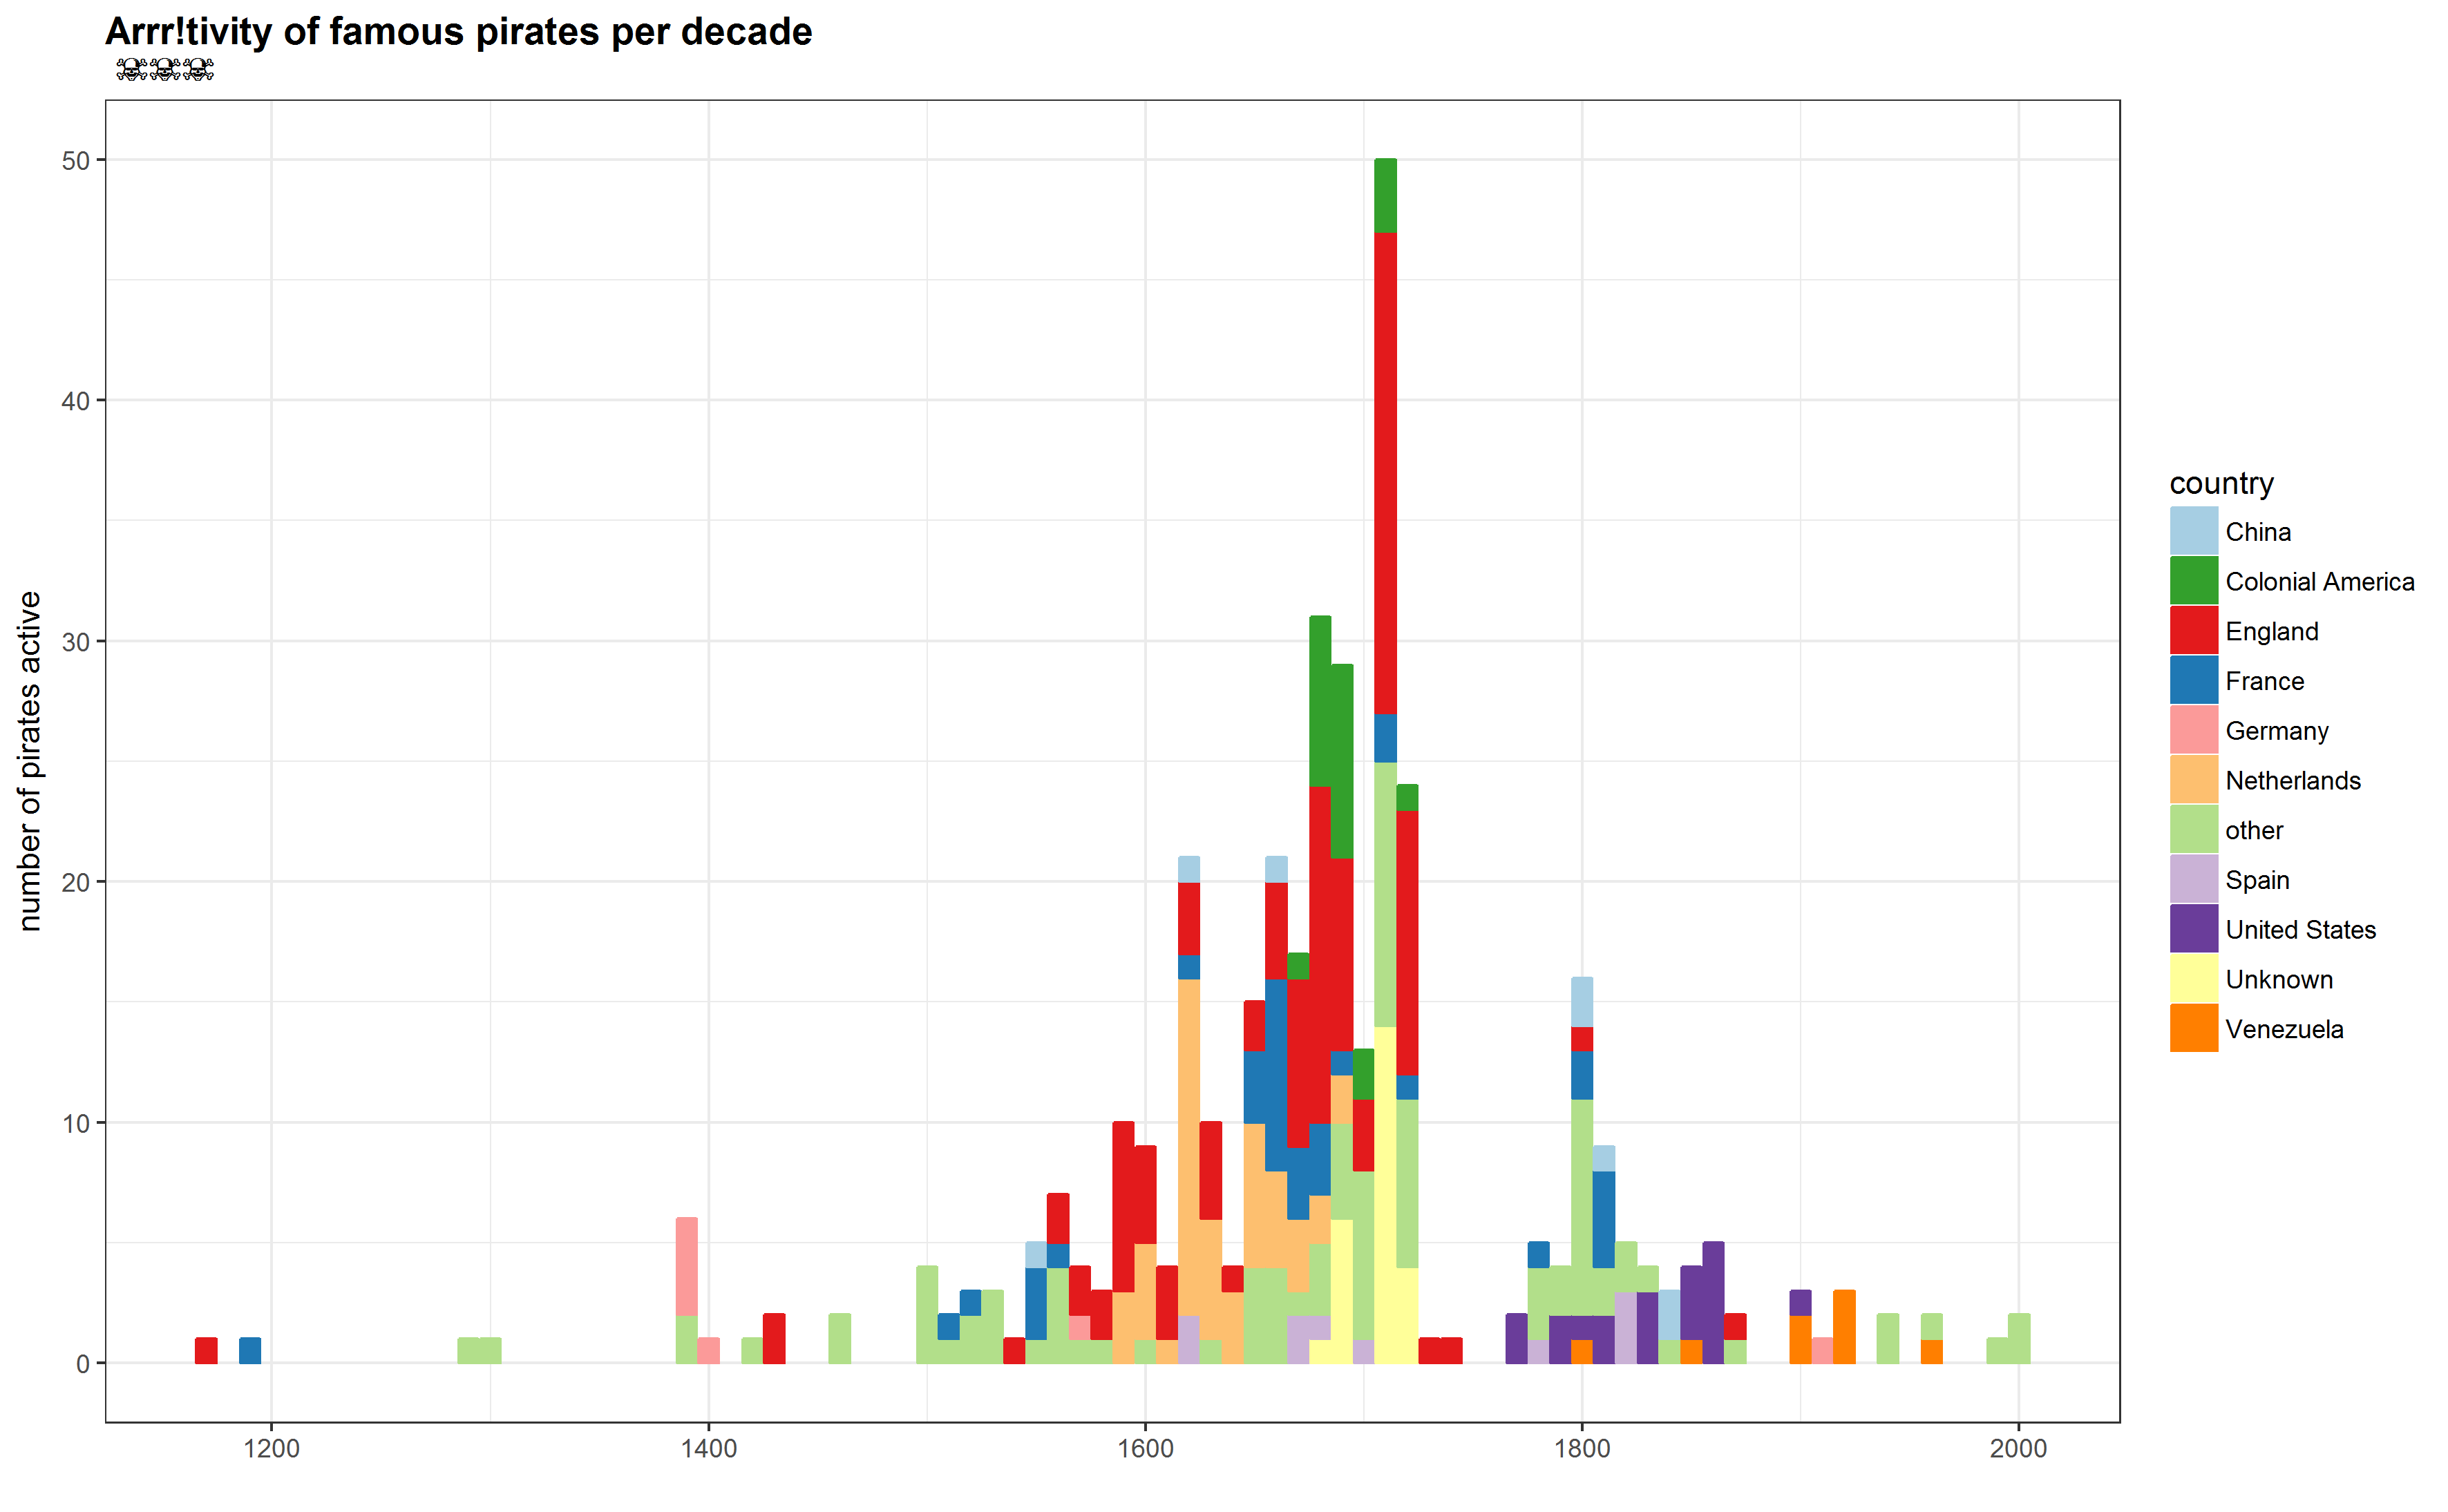 Arrr!tivity of famous pirates per decade
☠☠☠
number of pirates active
50
40
30
20
10
0
1200 1400 1600 1800 2000
country
China
Colonial America
England
France
Germany
Netherlands
other
Spain
United States
Unknown
Venezuela